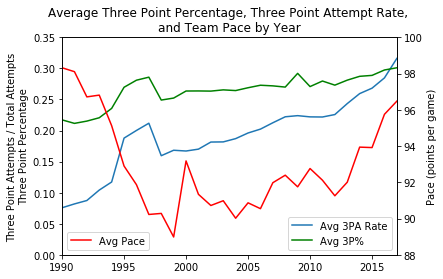 Average Three Point Percentage, Three Point Attempt Rate,
and Team Pace by Year
Three Point Attempts / Total Attempts
Three Point Percentage
0.35
0.30
0.25
0.20
0.15
0.10
0.05
0.00
100
98
96
94
92
90
88
Pace (points per game)
Avg Pace
Avg 3PA Rate
Avg 3P%
1990
1995
2000
2005
2010
2015